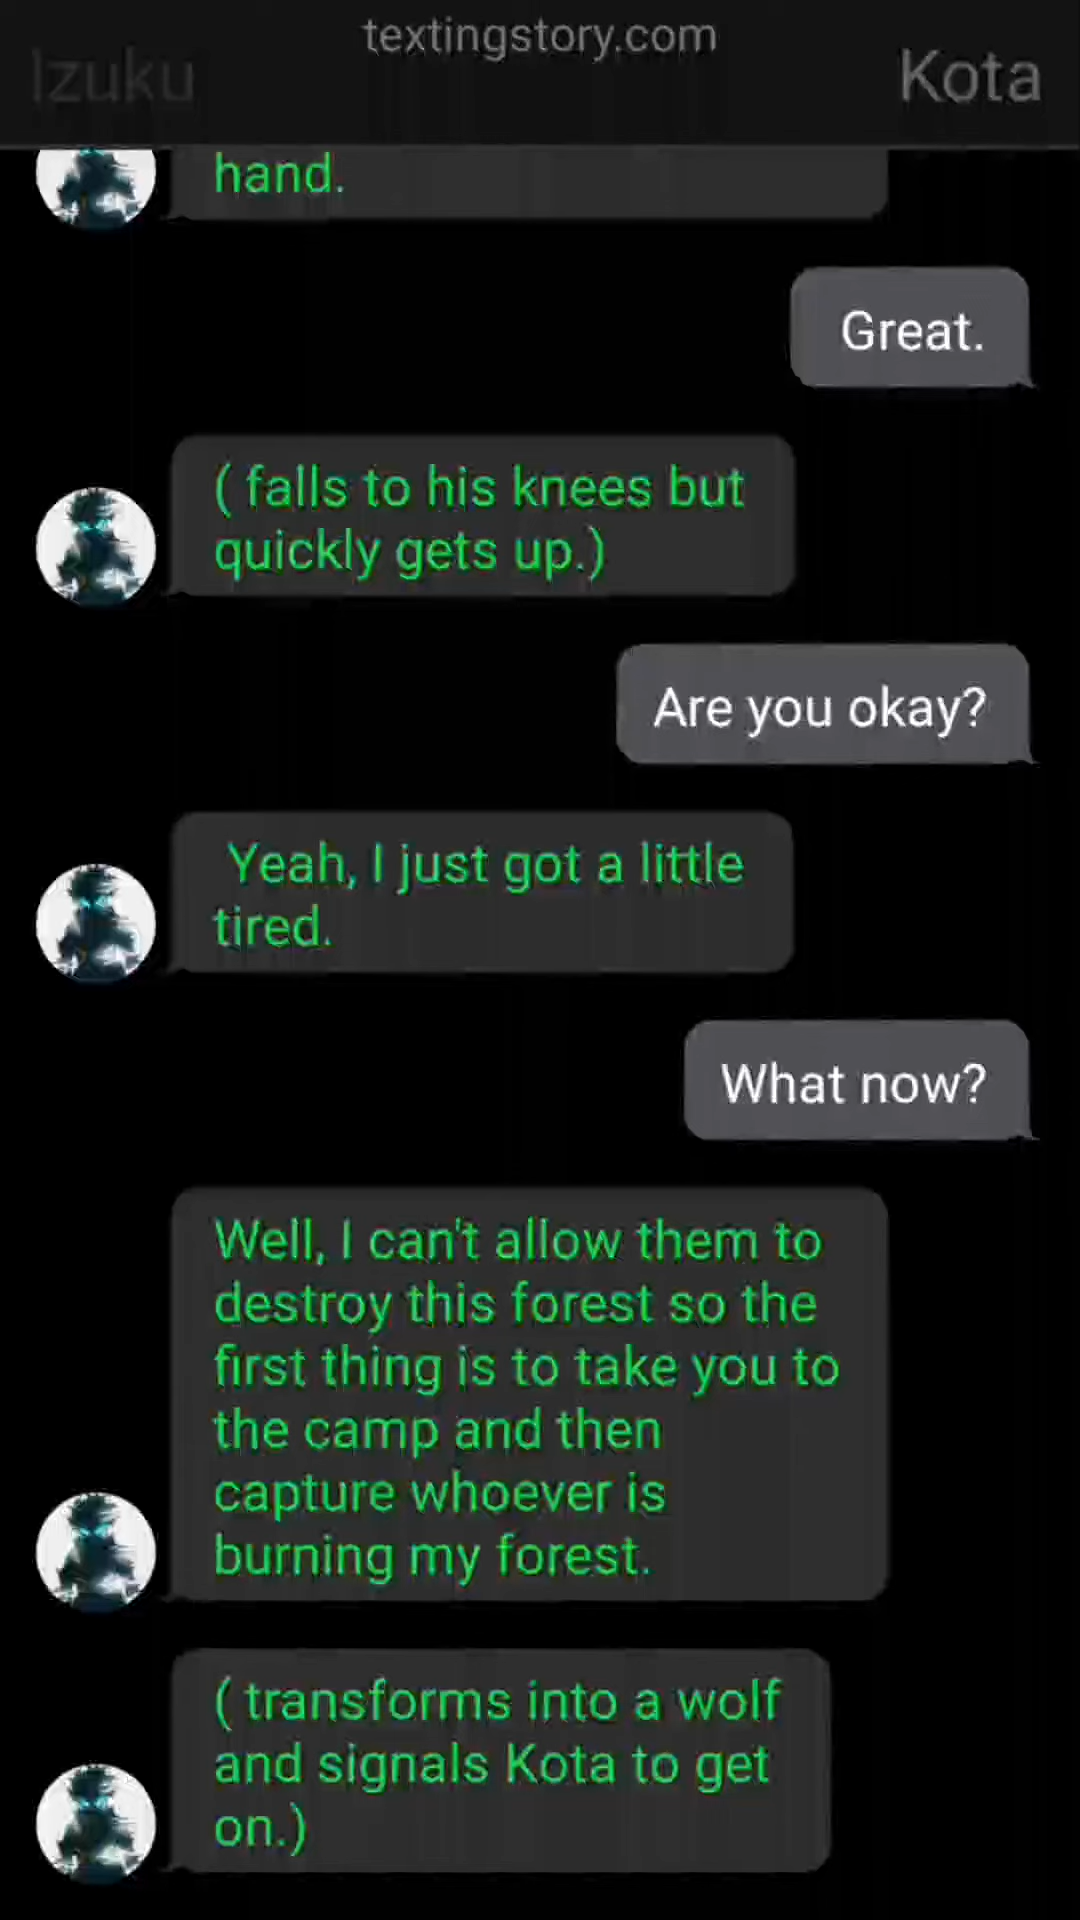 textingstory.com
Izuku
Kota
hand.
Great.
( falls to his knees but
quickly gets up.)
Are you okay?
Yeah, I just got a little
tired.
What now?
Well, I can't allow them to
destroy this forest so the
first thing is to take you to
the camp and then
capture whoever is
burning my forest.
( transforms into a wolf
and signals Kota to get
on.)